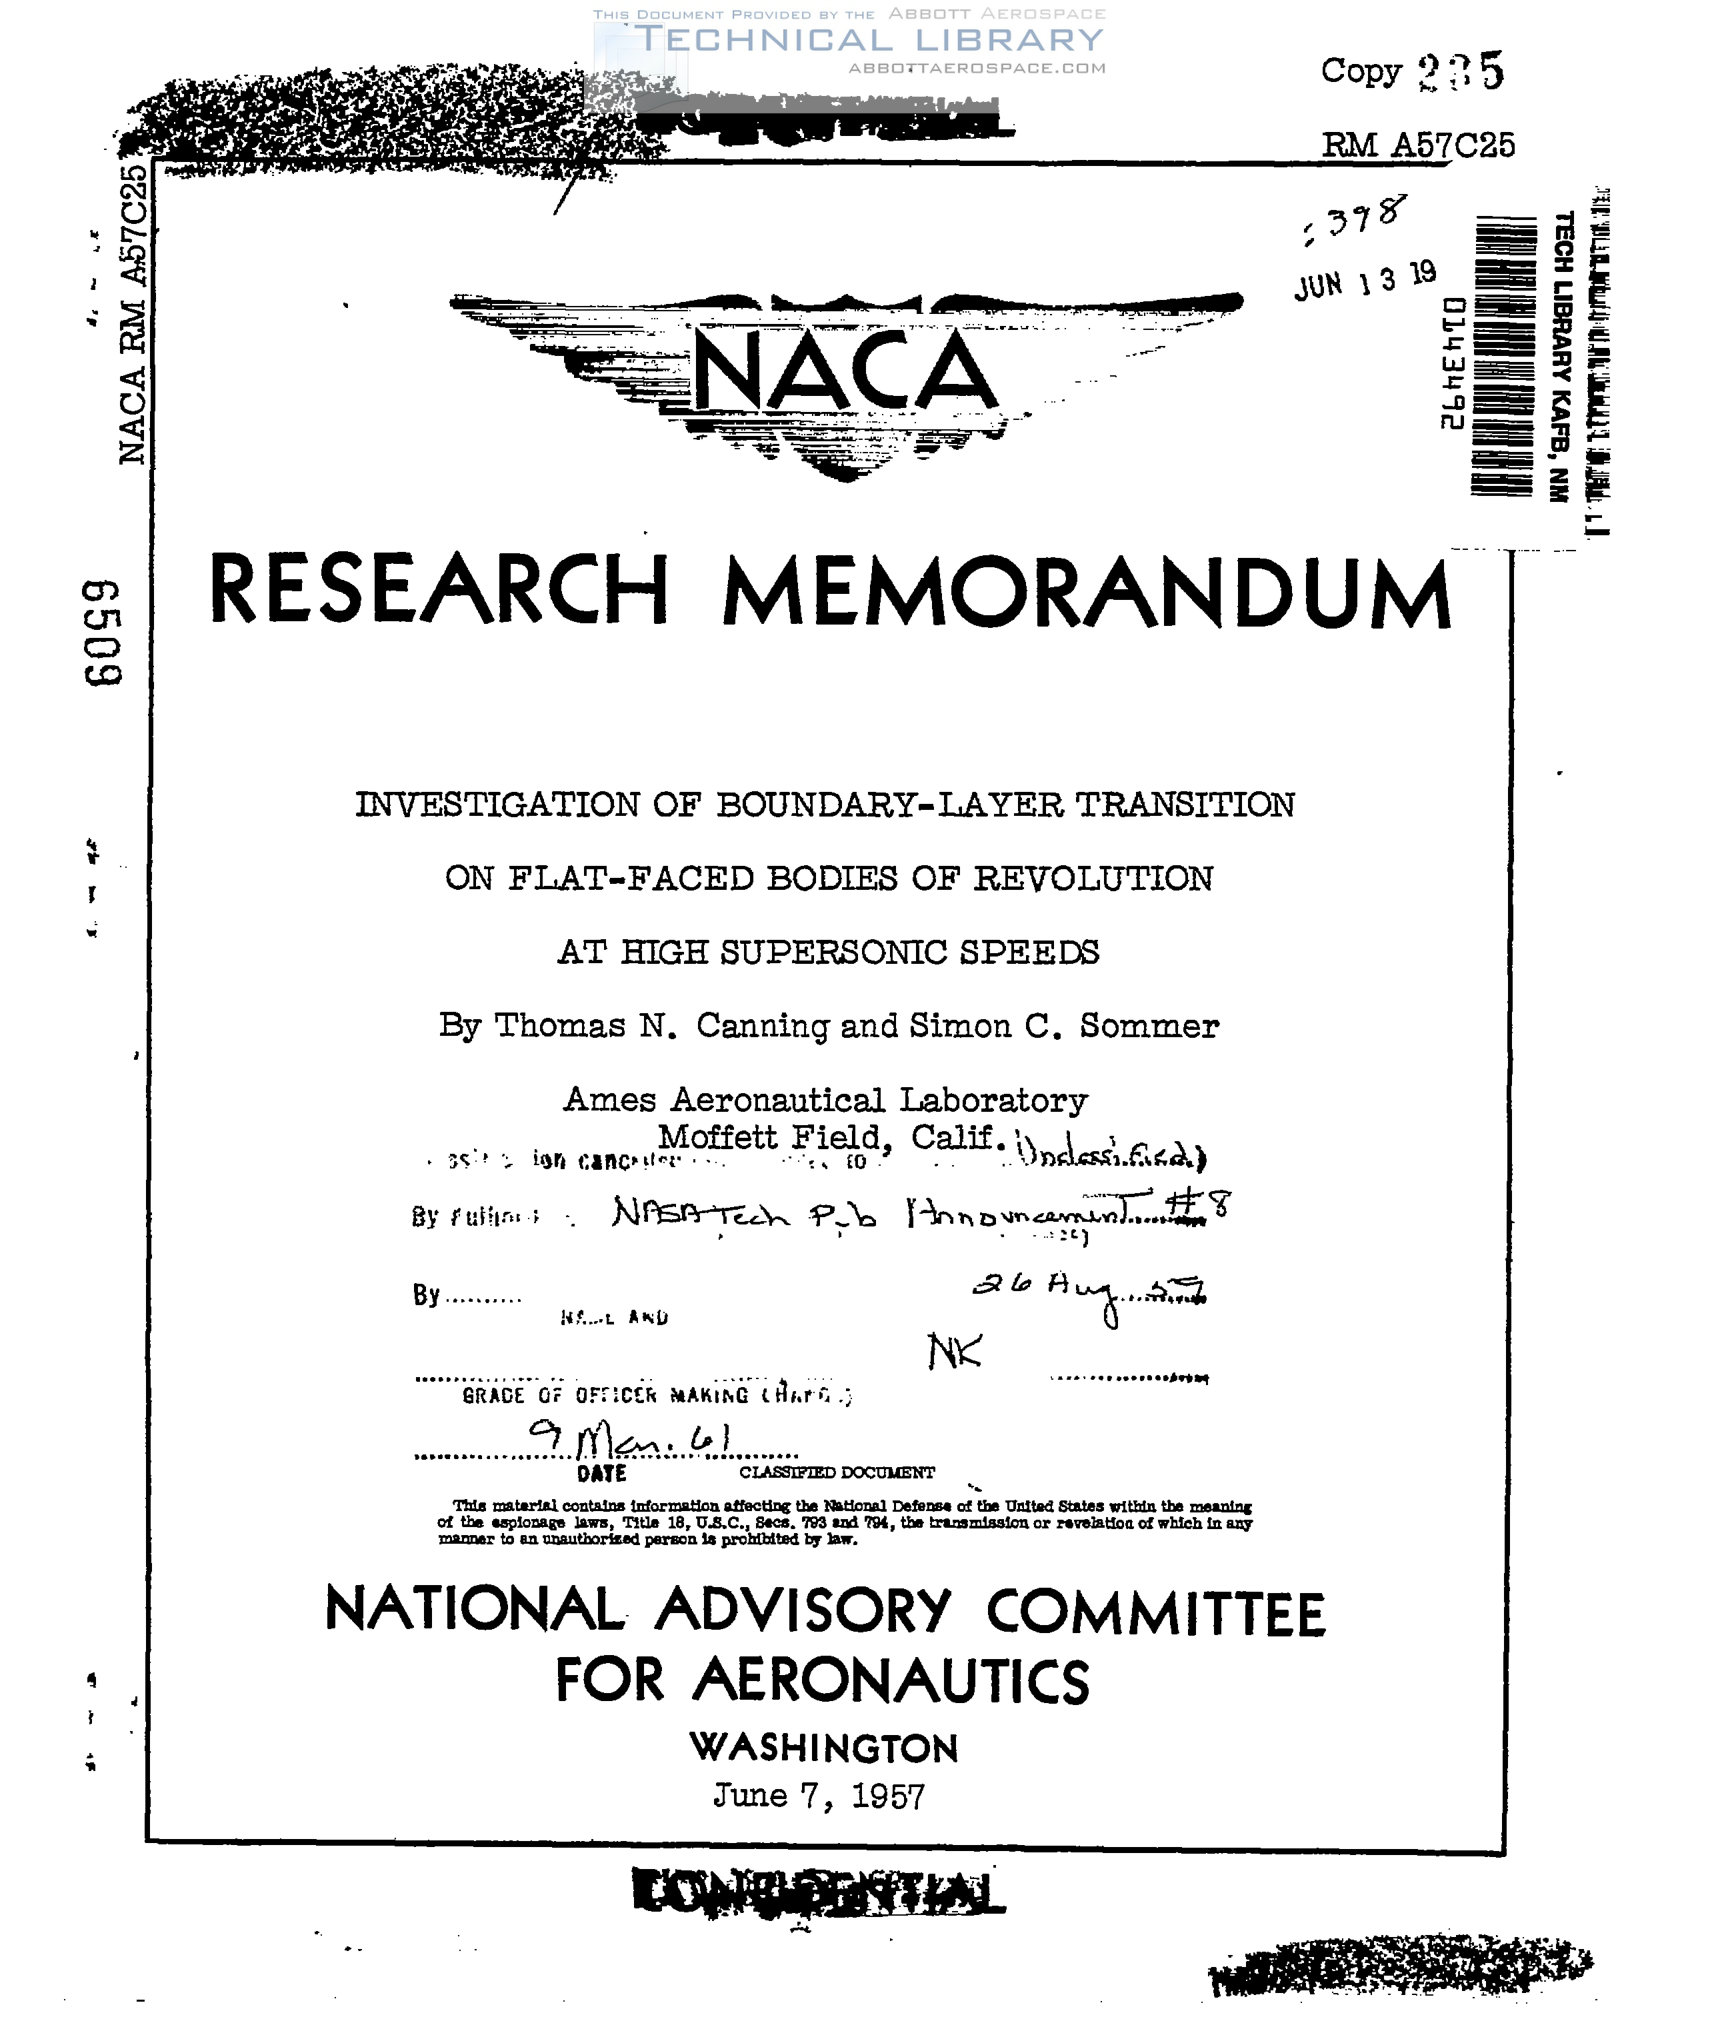 THIS DOCUMENT PROVIDED BY THE ABBOTT AEROSPACE
TECHNICAL LIBRARY
ABBOTTAEROSPACE.COM
Copy
RM A57C25
NACA RM A57C25
398
JUN 13 19
TECH LIBRARY KAFB, NM
0143492
NACA
RESEARCH MEMORANDUM
6509
INVESTIGATION OF BOUNDARY-LAYER TRANSITION
ON FLAT-FACED BODIES OF REVOLUTION
AT HIGH SUPERSONIC SPEEDS
By Thomas N. Canning and Simon C. Sommer
Ames Aeronautical Laboratory
Moffett Field, Calif.
Unclassified)
By NASA Tech Pub Announcement #8
By 26 Aug
AND
NK
GRADE OF OFFICER MAKING
9 Mar. 61
DATE
CLASSIFIED DOCUMENT
This material contains information affecting the National Defense of the United States within the meaning
of the espionage laws, Title 18, U.S.C., Secs. 793 and 794, the transmission or revelation of which in any
manner to an unauthorized person is prohibited by law.
NATIONAL ADVISORY COMMITTEE
FOR AERONAUTICS
WASHINGTON
June 7, 1957
CONFIDENTIAL